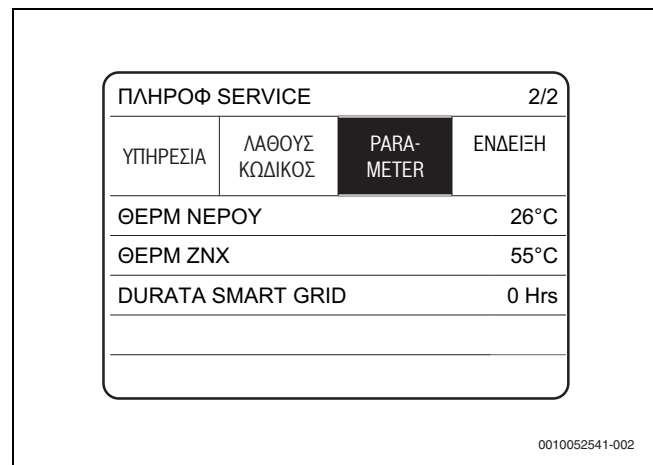 ΠΛΗΡΟΦ SERVICE 2/2
ΥΠΗΡΕΣΙΑ ΛΑΘΟΥΣ ΚΩΔΙΚΟΣ PARA-METER ΕΝΔΕΙΞΗ
ΘΕΡΜ ΝΕΡΟΥ 26°C
ΘΕΡΜ ΖΝΧ 55°C
DURATA SMART GRID 0 Hrs
0010052541-002